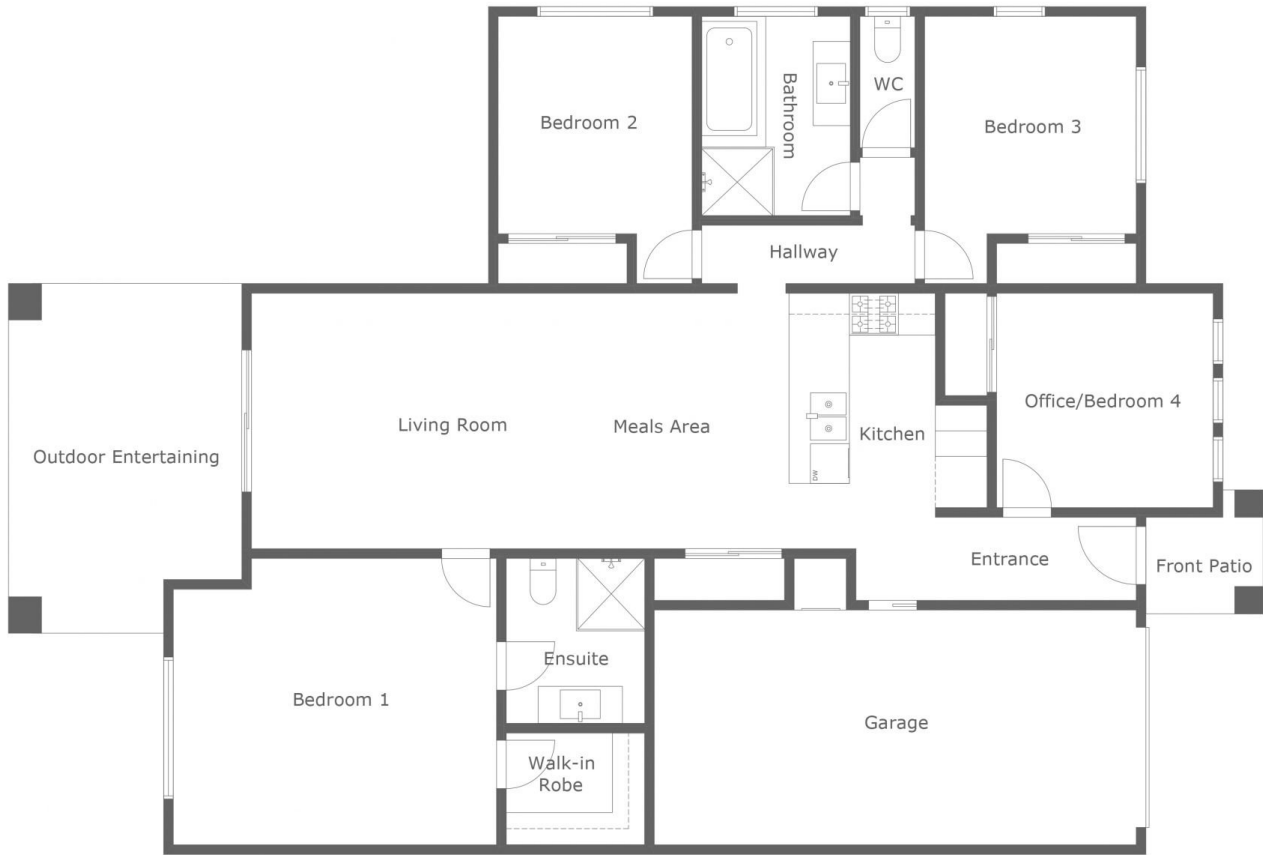 WC
Bedroom 2
Bathroom
Bedroom 3
Hallway
Office/Bedroom 4
Living Room
Meals Area
Kitchen
Outdoor Entertaining
DW
Entrance
Front Patio
Ensuite
Bedroom 1
Garage
Walk-in
Robe